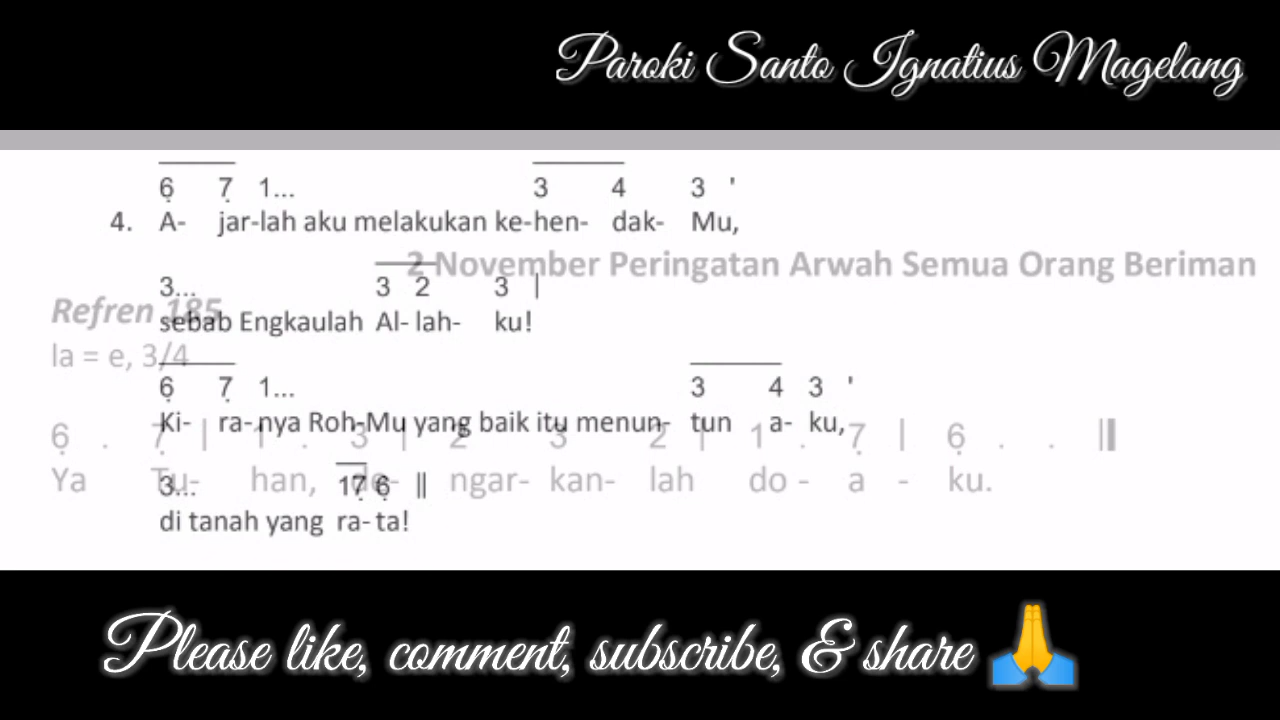 Paroki Santo Ignatius Magelang
6̣ 7̣ 1... 3 4 3 '
4. A- jar-lah aku melakukan ke-hen- dak- Mu,
2 November Peringatan Arwah Semua Orang Beriman
3... 3 2 3 |
Refren 185
sebab Engkaulah Al- lah- ku!
la = e, 3/4
6̣ 7̣ 1... 3 4 3 '
Ki- ra-nya Roh-Mu yang baik itu menun- tun a- ku,
6̣ . 7̣ | 1 . 3 | 2 3 2 | 1 . 7̣ | 6̣ . . ||
Ya Tu- han, de- ngar- kan- lah do - a - ku.
3... 17̣ 6̣ ||
di tanah yang ra- ta!
Please like, comment, subscribe, & share 🙏